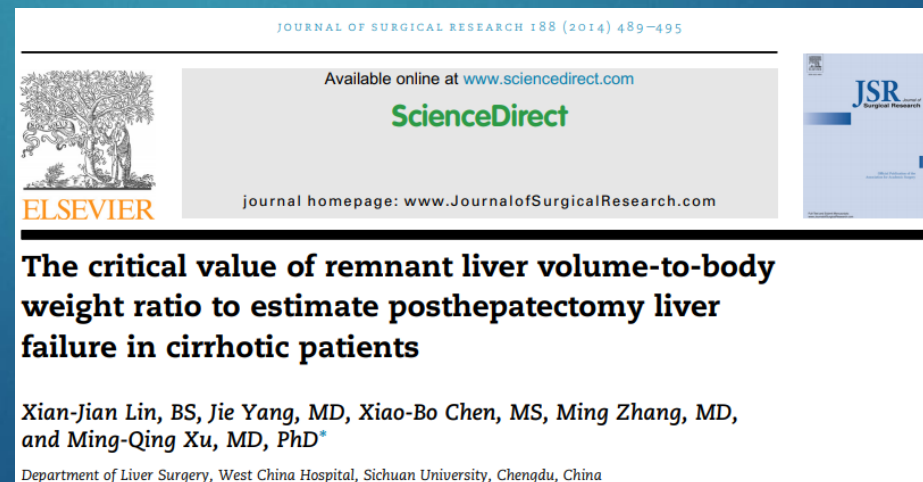 JOURNAL OF SURGICAL RESEARCH 188 (2014) 489–495
Available online at www.sciencedirect.com
ScienceDirect
journal homepage: www.JournalofSurgicalResearch.com
ELSEVIER
JSR Journal of
Surgical Research
The critical value of remnant liver volume-to-body
weight ratio to estimate posthepatectomy liver
failure in cirrhotic patients
Xian-Jian Lin, BS, Jie Yang, MD, Xiao-Bo Chen, MS, Ming Zhang, MD,
and Ming-Qing Xu, MD, PhD*
Department of Liver Surgery, West China Hospital, Sichuan University, Chengdu, China